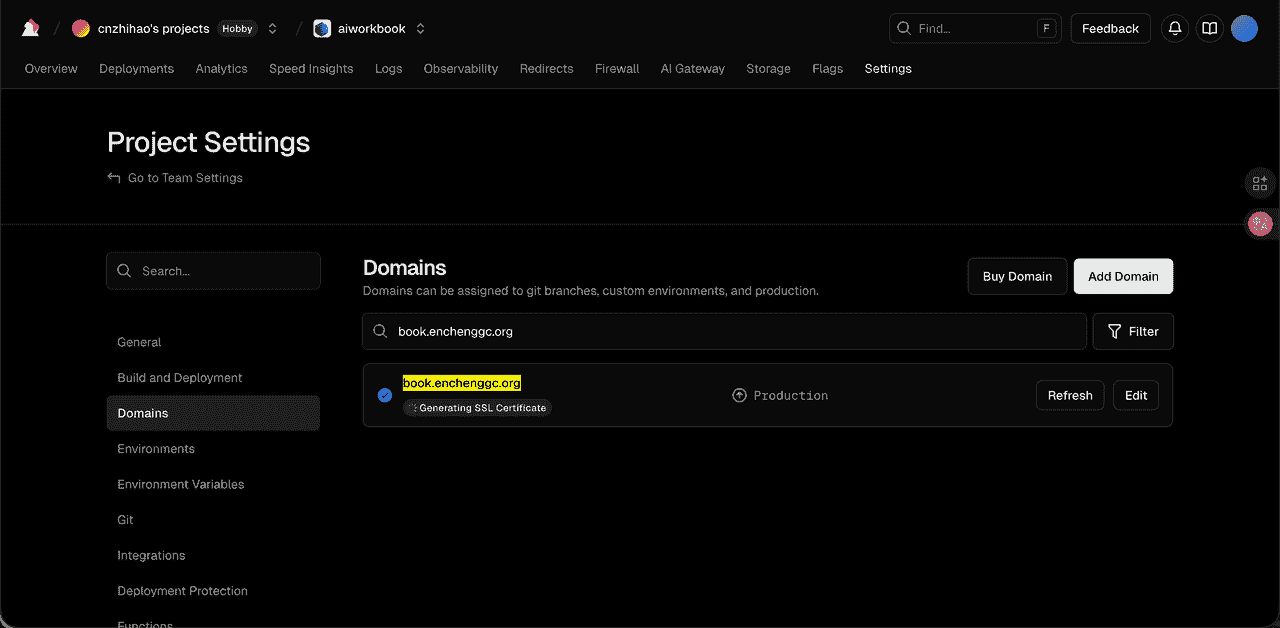 cnzhihao's projects Hobby aiworkbook Find... F Feedback
Overview Deployments Analytics Speed Insights Logs Observability Redirects Firewall AI Gateway Storage Flags Settings
Project Settings
Go to Team Settings
Search...
General
Build and Deployment
Domains
Environments
Environment Variables
Git
Integrations
Deployment Protection
Functions
Domains
Domains can be assigned to git branches, custom environments, and production.
Buy Domain Add Domain
book.enchenggc.org Filter
book.enchenggc.org
Generating SSL Certificate
Production Refresh Edit